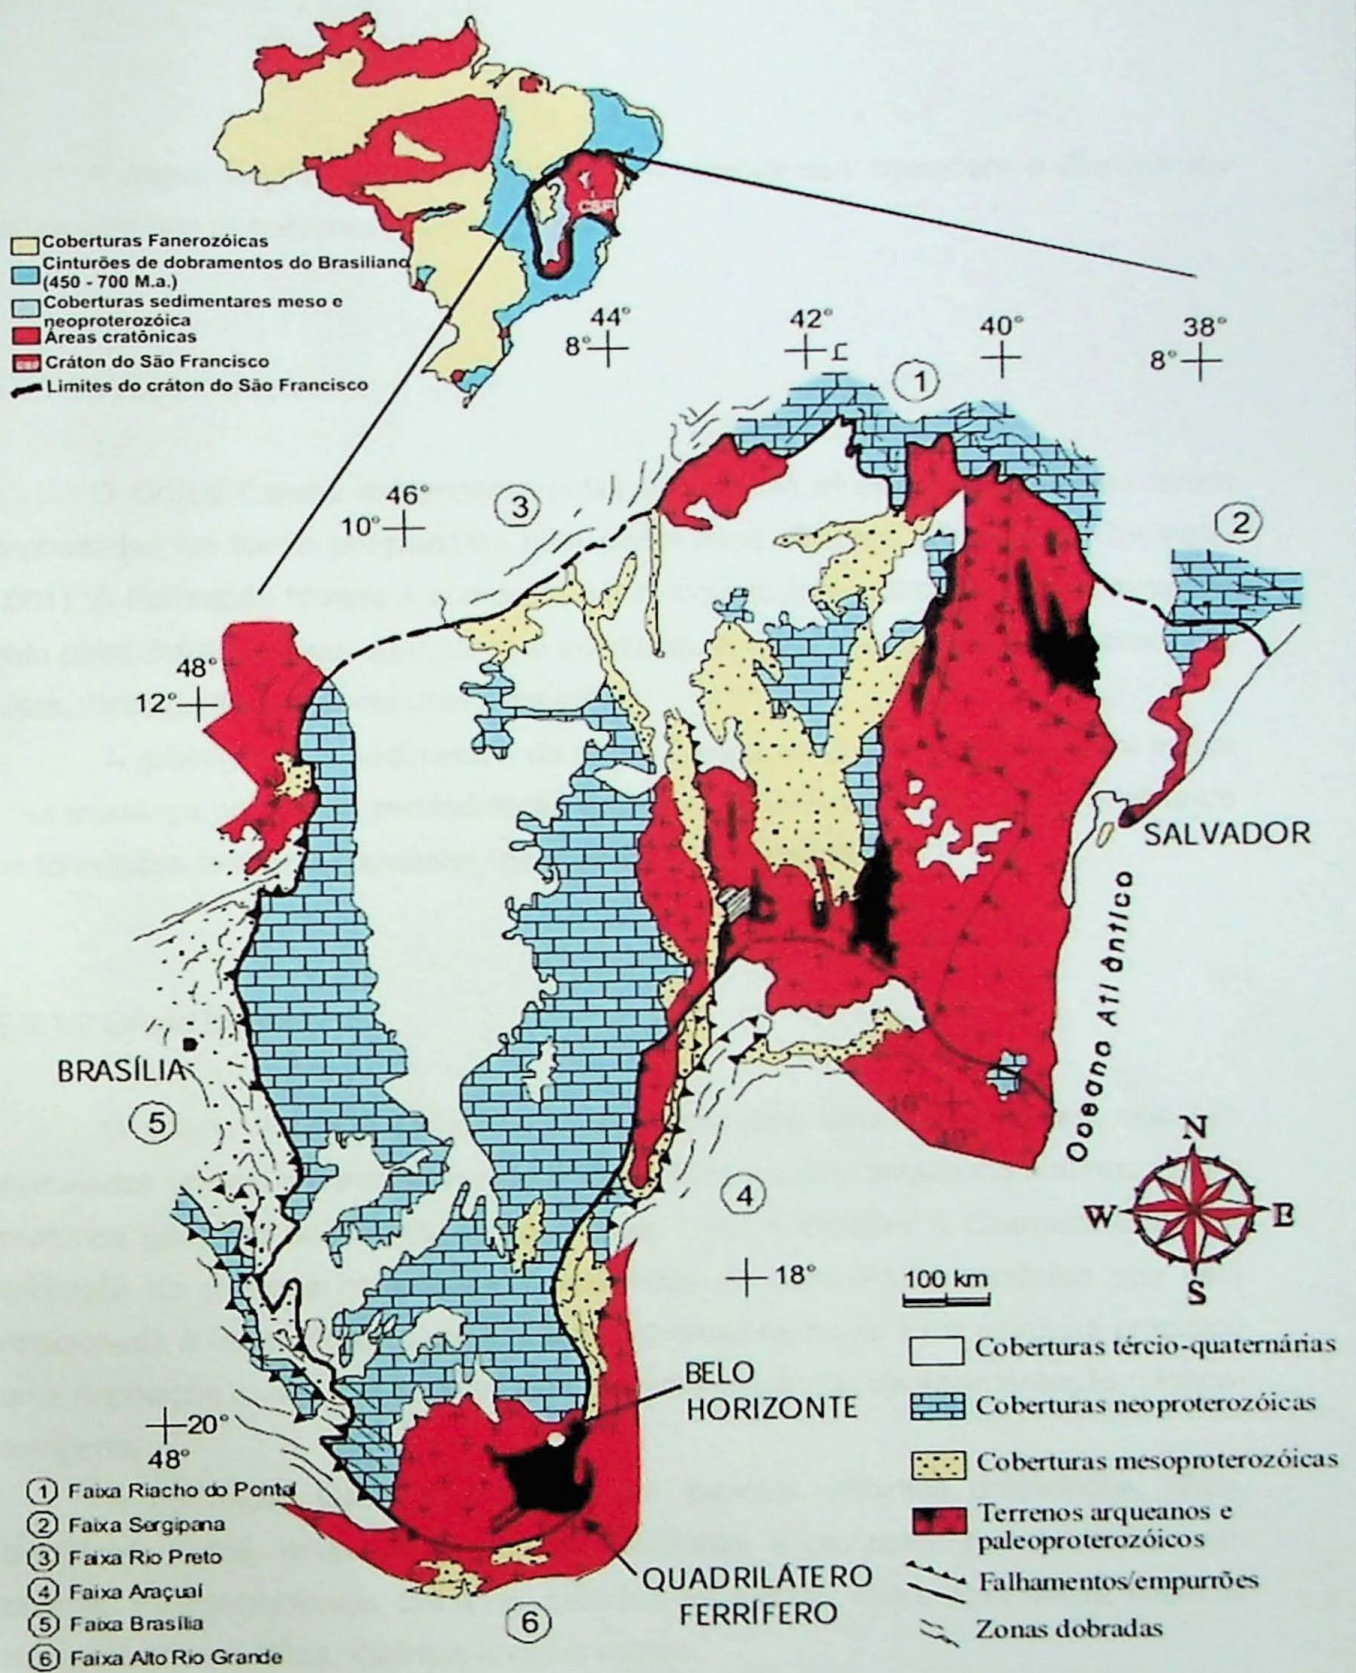 CSF
Coberturas Fanerozóicas
Cinturões de dobramentos do Brasiliano
(450 - 700 M.a.)
Coberturas sedimentares meso e
neoproterozóica
Áreas cratônicas
Cráton do São Francisco
Limites do cráton do São Francisco
44°
8°
42°
40°
38°
8°
1
46°
10°
3
2
48°
12°
SALVADOR
Oceano Atlântico
BRASÍLIA
5
16°
40°
4
N
W
E
S
18°
100 km
Coberturas tércio-quaternárias
BELO
HORIZONTE
Coberturas neoproterozóicas
20°
48°
Coberturas mesoproterozóicas
1 Faixa Riacho do Pontal
2 Faixa Sergipana
3 Faixa Rio Preto
4 Faixa Araçuaí
5 Faixa Brasília
6 Faixa Alto Rio Grande
Terrenos arqueanos e
paleoproterozóicos
QUADRILÁTERO
FERRÍFERO
Falhamentos/empurrões
6
Zonas dobradas